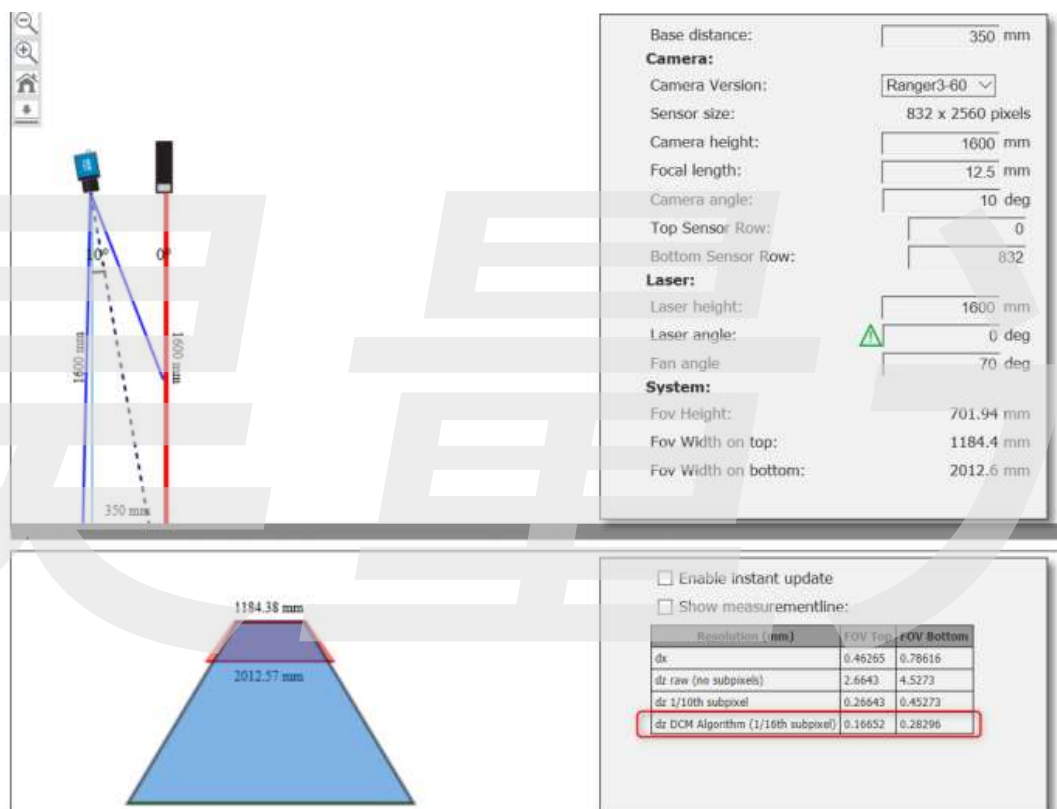 Base distance: 350 mm
Camera:
Camera Version: Ranger3-60
Sensor size: 832 x 2560 pixels
Camera height: 1600 mm
Focal length: 12.5 mm
Camera angle: 10 deg
Top Sensor Row: 0
Bottom Sensor Row: 832
Laser:
Laser height: 1600 mm
Laser angle: 0 deg
Fan angle 70 deg
System:
Fov Height: 701.94 mm
Fov Width on top: 1184.4 mm
Fov Width on bottom: 2012.6 mm
10° 0°
1600 mm 1600 mm
350 mm
1184.38 mm
2012.57 mm
Enable instant update
Show measurementline:
Resolution (mm) FOV Top FOV Bottom
dx 0.46265 0.78616
dz raw (no subpixels) 2.6643 4.5273
dz 1/10th subpixel 0.26643 0.45273
dz DCM Algorithm (1/16th subpixel) 0.16652 0.28296